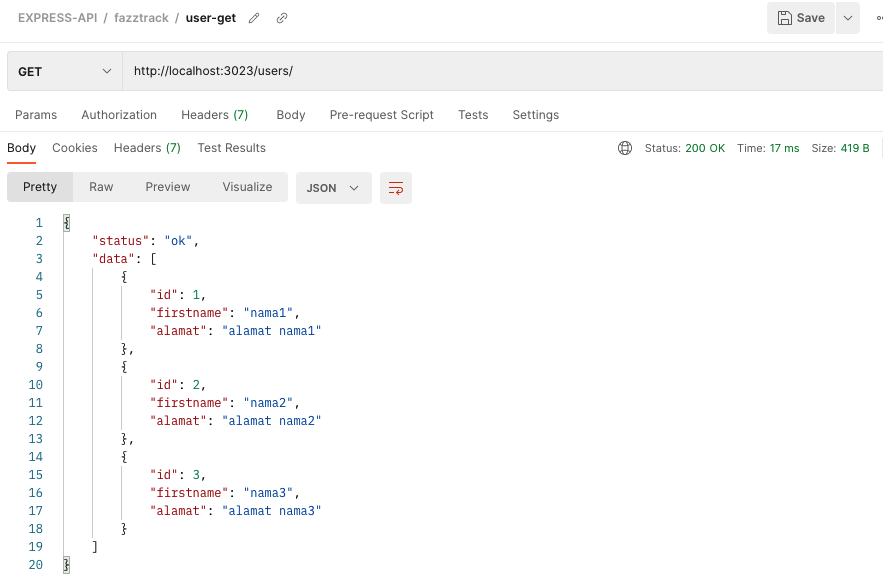 EXPRESS-API / fazztrack / user-get Save
GET http://localhost:3023/users/
Params Authorization Headers (7) Body Pre-request Script Tests Settings
Body Cookies Headers (7) Test Results Status: 200 OK Time: 17 ms Size: 419 B
Pretty Raw Preview Visualize JSON
1 {
2 "status": "ok",
3 "data": [
4 {
5 "id": 1,
6 "firstname": "nama1",
7 "alamat": "alamat nama1"
8 },
9 {
10 "id": 2,
11 "firstname": "nama2",
12 "alamat": "alamat nama2"
13 },
14 {
15 "id": 3,
16 "firstname": "nama3",
17 "alamat": "alamat nama3"
18 }
19 ]
20 }